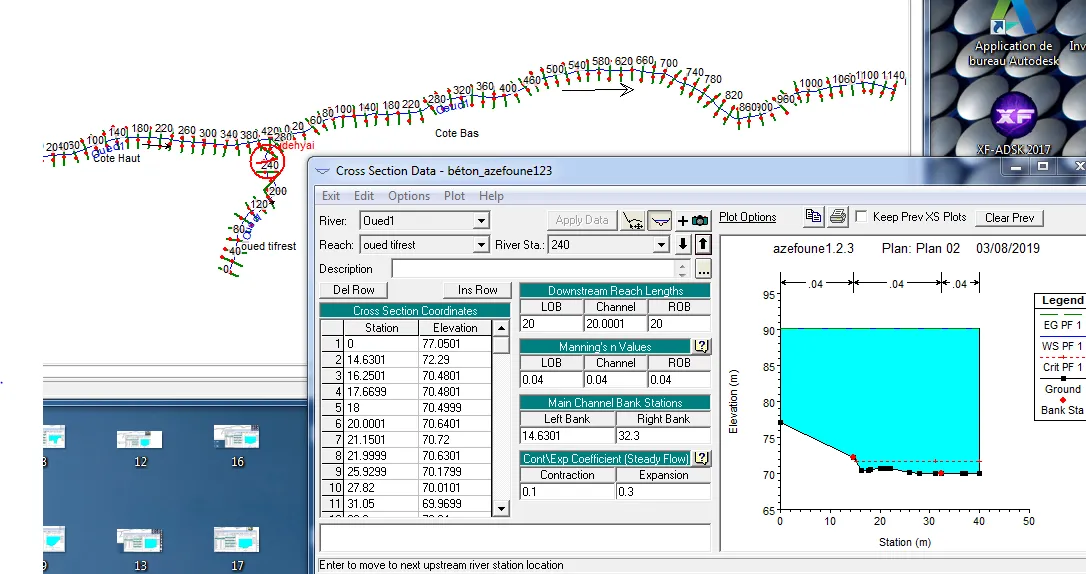 Application de
bureau Autodesk
Inv
XF
XF-ADSK 2017
140 180 220 260 300 340 380 420
Oued1
Cote Haut
0,20 60 80 100 140 180 220 280 320 360 400 460 500 540 580 620 660 700 740 780 820 860 900 960 1000 1060 1100 1140
Oued1
Cote Bas
240
200
120
80
40
0
oued tifrest
Cross Section Data - béton_azefoune123
Exit Edit Options Plot Help
River: Oued1 Apply Data
Plot Options Keep Prev XS Plots Clear Prev
Reach: oued tifrest River Sta.: 240
Description ...
Del Row Ins Row
Cross Section Coordinates
Station Elevation
1 0 77.0501
2 14.6301 72.29
3 16.2501 70.4801
4 17.6699 70.4801
5 18 70.4999
6 20.0001 70.6401
7 21.1501 70.72
8 21.9999 70.6301
9 25.9299 70.1799
10 27.82 70.0101
11 31.05 69.9699
Downstream Reach Lengths
LOB Channel ROB
20 20.0001 20
Manning's n Values
LOB Channel ROB
0.04 0.04 0.04
Main Channel Bank Stations
Left Bank Right Bank
14.6301 32.3
Cont\Exp Coefficient (Steady Flow)
Contraction Expansion
0.1 0.3
Enter to move to next upstream river station location
azefoune1.2.3 Plan: Plan 02 03/08/2019
.04 .04 .04
95
90
85
80
75
70
65
Elevation (m)
0 10 20 30 40 50
Station (m)
Legend
EG PF 1
WS PF 1
Crit PF 1
Ground
Bank Sta
12
16
13
17